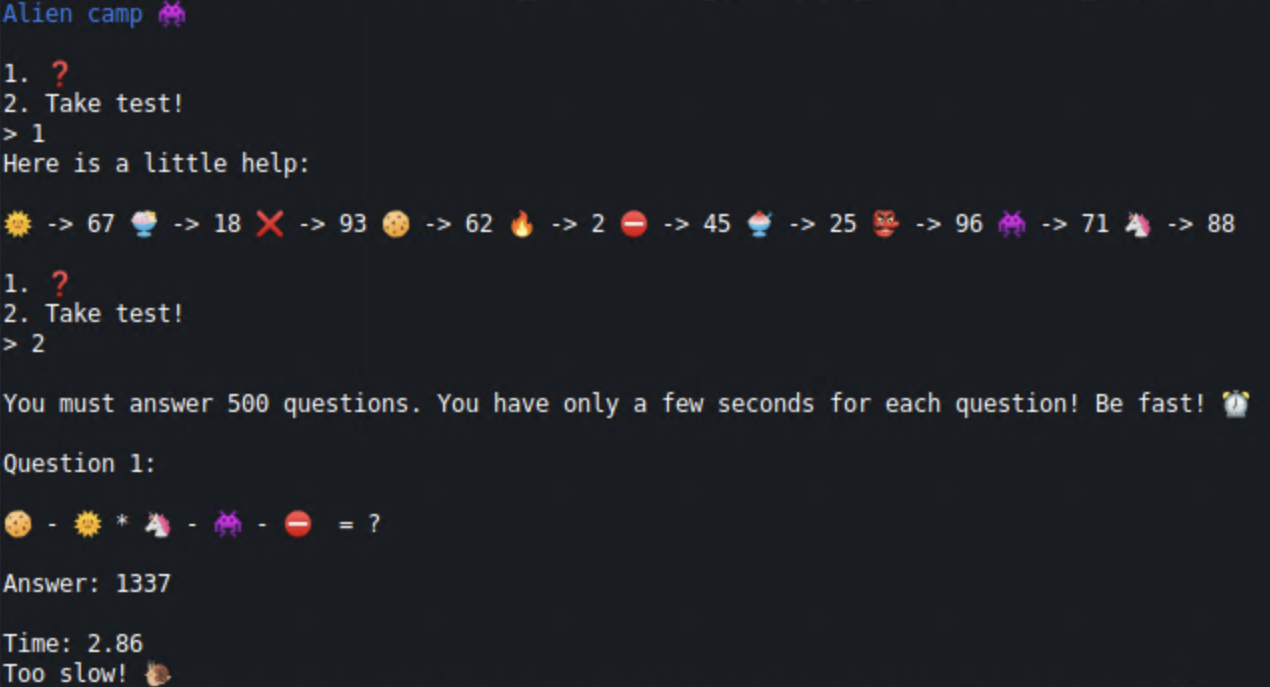 Alien camp 👾
1. ❓
2. Take test!
> 1
Here is a little help:
🌞 -> 67 🍨 -> 18 ❌ -> 93 🍪 -> 62 🔥 -> 2 ⛔ -> 45 🍧 -> 25 👺 -> 96 👾 -> 71 🦄 -> 88
1. ❓
2. Take test!
> 2
You must answer 500 questions. You have only a few seconds for each question! Be fast! ⏰
Question 1:
🍪 - 🌞 * 🦄 - 👾 - ⛔  = ?
Answer: 1337
Time: 2.86
Too slow! 🐌